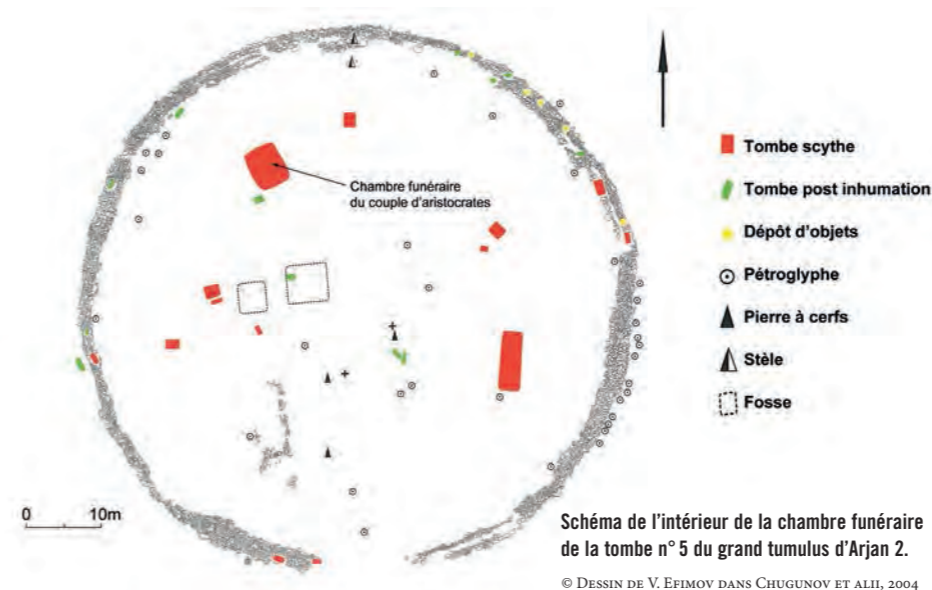 Chambre funéraire
du couple d'aristocrates
Tombe scythe
Tombe post inhumation
Dépôt d'objets
Pétroglyphe
Pierre à cerfs
Stèle
Fosse
0 10m
Schéma de l'intérieur de la chambre funéraire
de la tombe n° 5 du grand tumulus d'Arjan 2.
© Dessin de V. Efimov dans Chugunov et alii, 2004